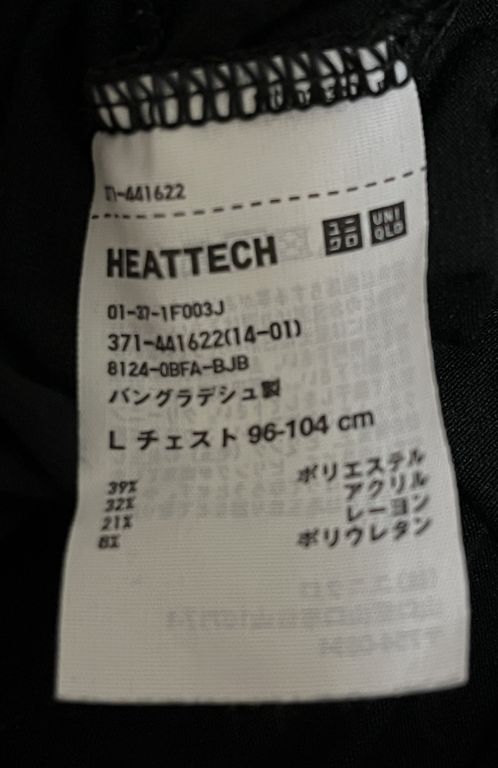 -441622
HEATTECH ユニクロ UNIQLO
01-37-1F003J
371-441622(14-01)
8124-0BFA-BJB
バングラデシュ製
L チェスト 96-104 cm
39% ポリエステル
32% アクリル
21% レーヨン
8% ポリウレタン